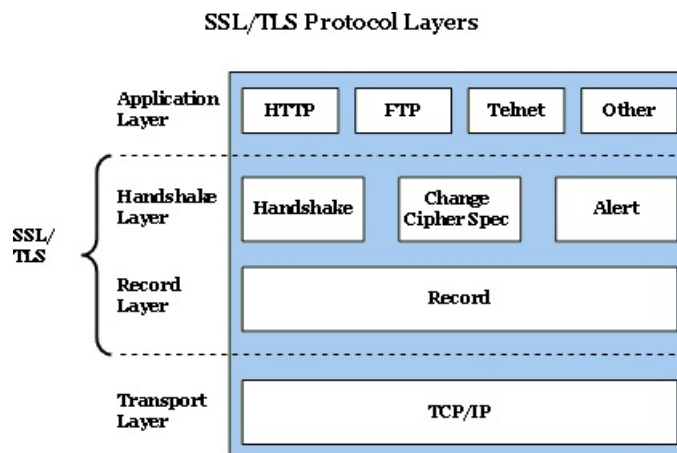 SSL/TLS Protocol Layers
Application
Layer
HTTP
FTP
Telnet
Other
SSL/
TLS
Handshake
Layer
Handshake
Change
Cipher Spec
Alert
Record
Layer
Record
Transport
Layer
TCP/IP